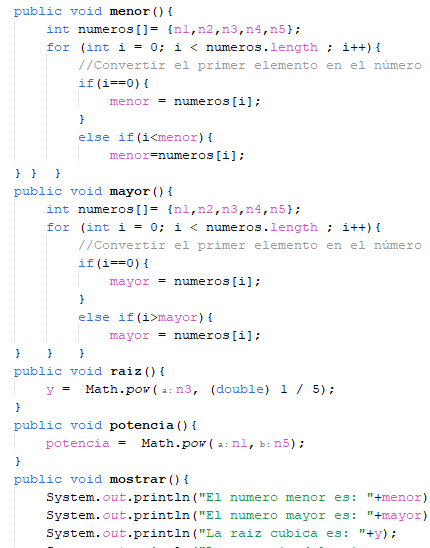 public void menor(){
int numeros[]= {n1,n2,n3,n4,n5};
for (int i = 0; i < numeros.length ; i++){
//Convertir el primer elemento en el número
if(i==0){
menor = numeros[i];
}
else if(i<menor){
menor=numeros[i];
} } }
public void mayor(){
int numeros[]= {n1,n2,n3,n4,n5};
for (int i = 0; i < numeros.length ; i++){
//Convertir el primer elemento en el número
if(i==0){
mayor = numeros[i];
}
else if(i>mayor){
mayor = numeros[i];
} } }
public void raiz(){
y = Math.pow(a:n3, (double) 1 / 5);
}
public void potencia(){
potencia = Math.pow(a:n1,b:n5);
}
public void mostrar(){
System.out.println("El numero menor es: "+menor)
System.out.println("El numero mayor es: "+mayor)
System.out.println("La raiz cubica es: "+y);